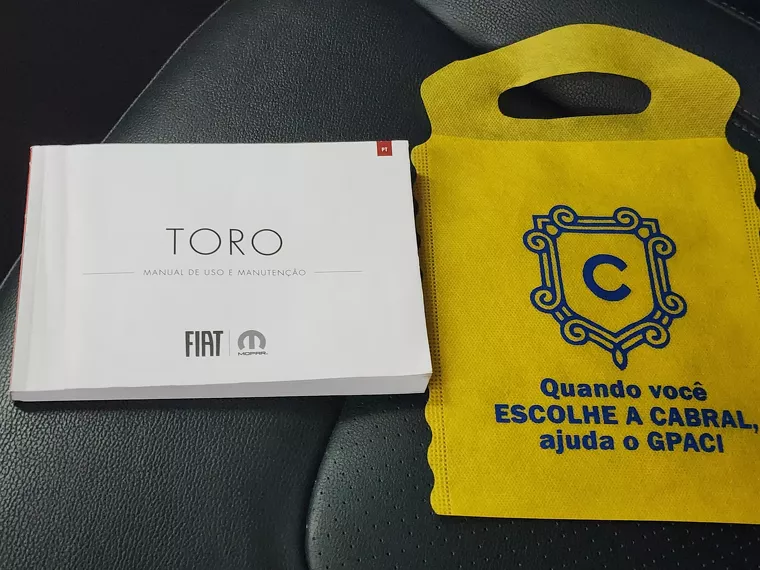 PT
TORO
MANUAL DE USO E MANUTENÇÃO
FIAT
MOPAR
C
Quando você
ESCOLHE A CABRAL,
ajuda o GPACI